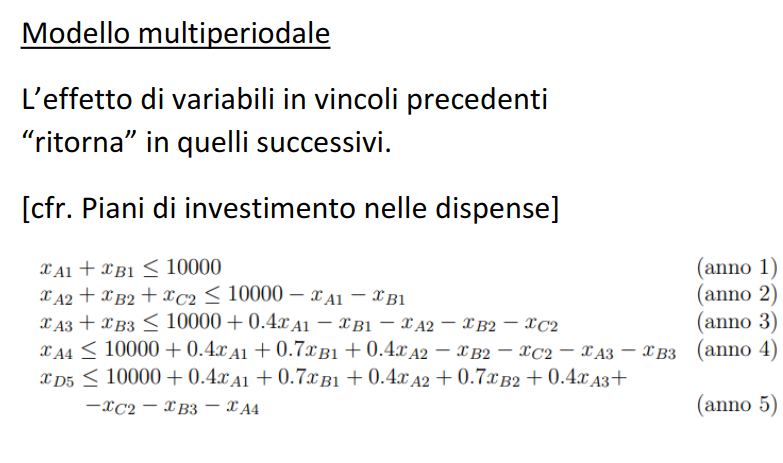 Modello multiperiodale
L’effetto di variabili in vincoli precedenti
“ritorna” in quelli successivi.
[cfr. Piani di investimento nelle dispense]
x_{A1} + x_{B1} ≤ 10000 (anno 1)
x_{A2} + x_{B2} + x_{C2} ≤ 10000 − x_{A1} − x_{B1} (anno 2)
x_{A3} + x_{B3} ≤ 10000 + 0.4x_{A1} − x_{B1} − x_{A2} − x_{B2} − x_{C2} (anno 3)
x_{A4} ≤ 10000 + 0.4x_{A1} + 0.7x_{B1} + 0.4x_{A2} − x_{B2} − x_{C2} − x_{A3} − x_{B3} (anno 4)
x_{D5} ≤ 10000 + 0.4x_{A1} + 0.7x_{B1} + 0.4x_{A2} + 0.7x_{B2} + 0.4x_{A3}+
−x_{C2} − x_{B3} − x_{A4} (anno 5)